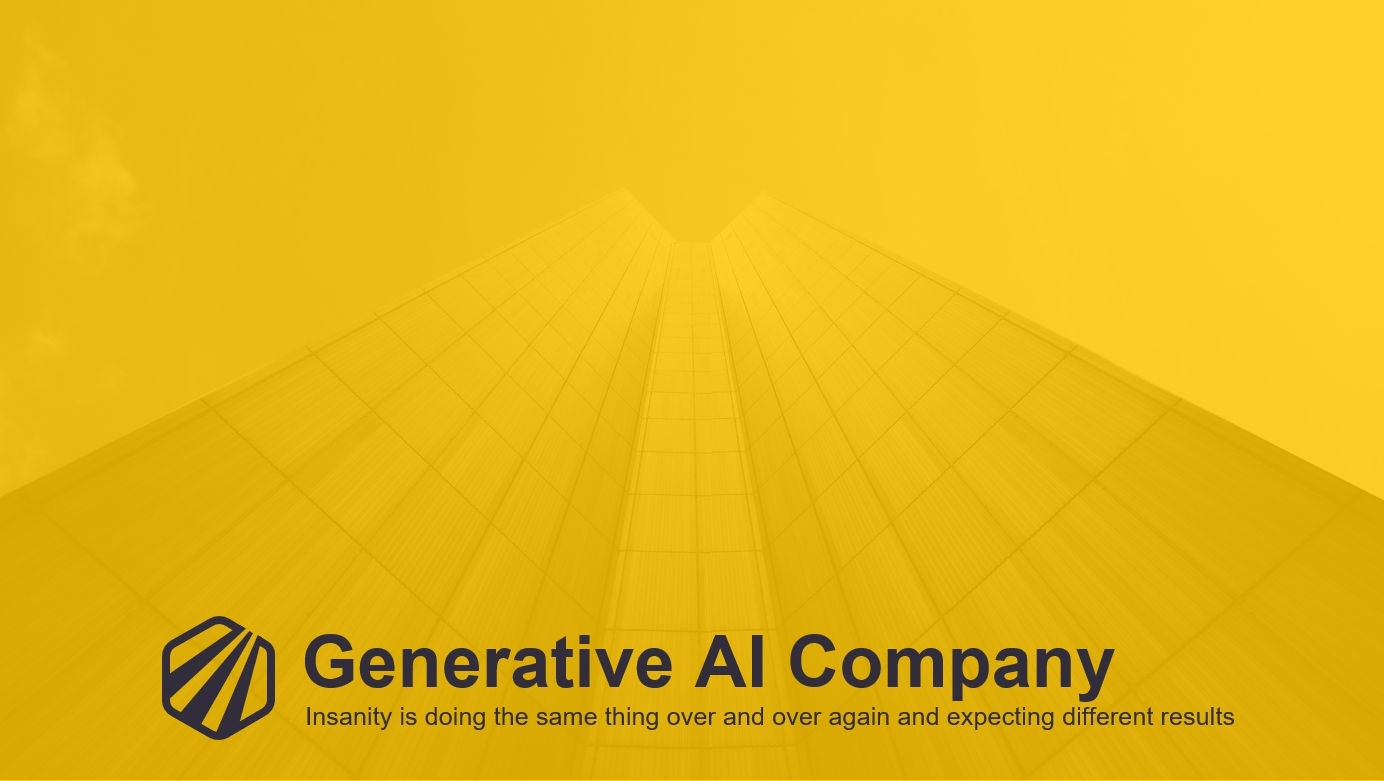 Generative AI Company
Insanity is doing the same thing over and over again and expecting different results